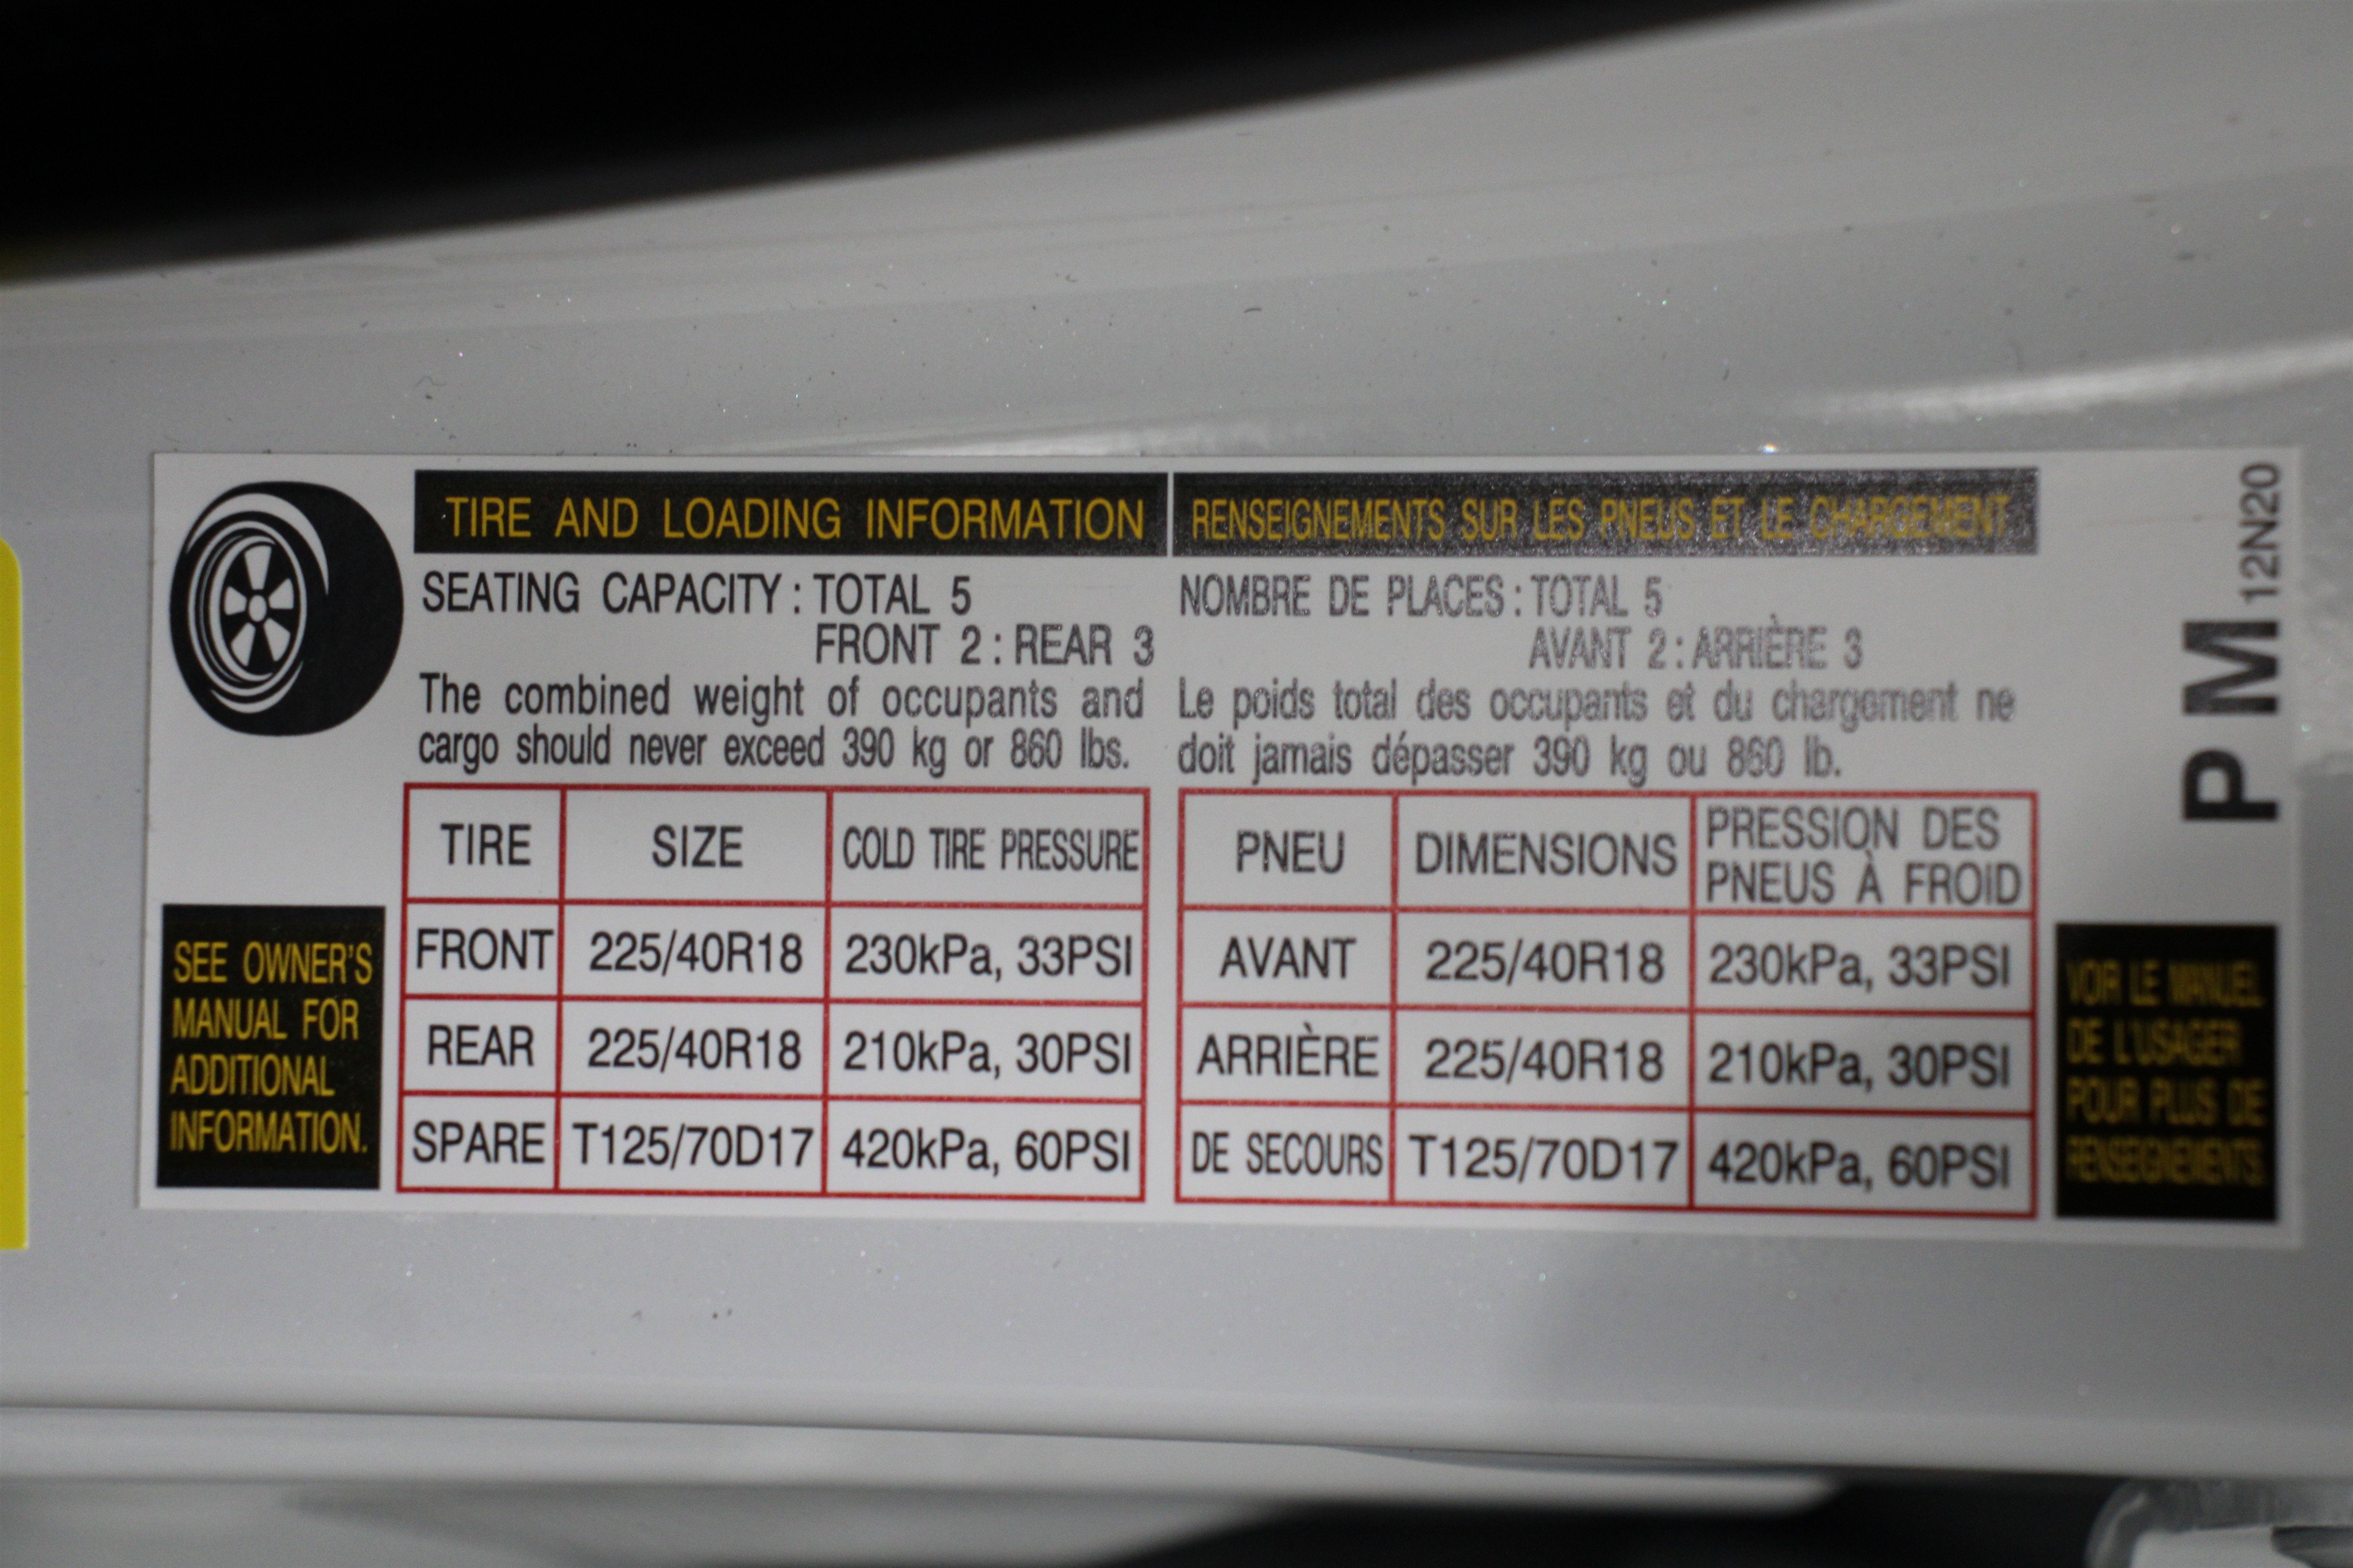 TIRE AND LOADING INFORMATION
SEATING CAPACITY : TOTAL 5
FRONT 2 : REAR 3
The combined weight of occupants and
cargo should never exceed 390 kg or 860 lbs.
TIRE SIZE COLD TIRE PRESSURE
FRONT 225/40R18 230kPa, 33PSI
REAR 225/40R18 210kPa, 30PSI
SPARE T125/70D17 420kPa, 60PSI
SEE OWNER'S
MANUAL FOR
ADDITIONAL
INFORMATION.
RENSEIGNEMENTS SUR LES PNEUS ET LE CHARGEMENT
NOMBRE DE PLACES : TOTAL 5
AVANT 2 : ARRIÈRE 3
Le poids total des occupants et du chargement ne
doit jamais dépasser 390 kg ou 860 lb.
PNEU DIMENSIONS PRESSION DES
PNEUS À FROID
AVANT 225/40R18 230kPa, 33PSI
ARRIÈRE 225/40R18 210kPa, 30PSI
DE SECOURS T125/70D17 420kPa, 60PSI
VOIR LE MANUEL
DE L'USAGER
POUR PLUS DE
RENSEIGNEMENTS.
P M 12N20